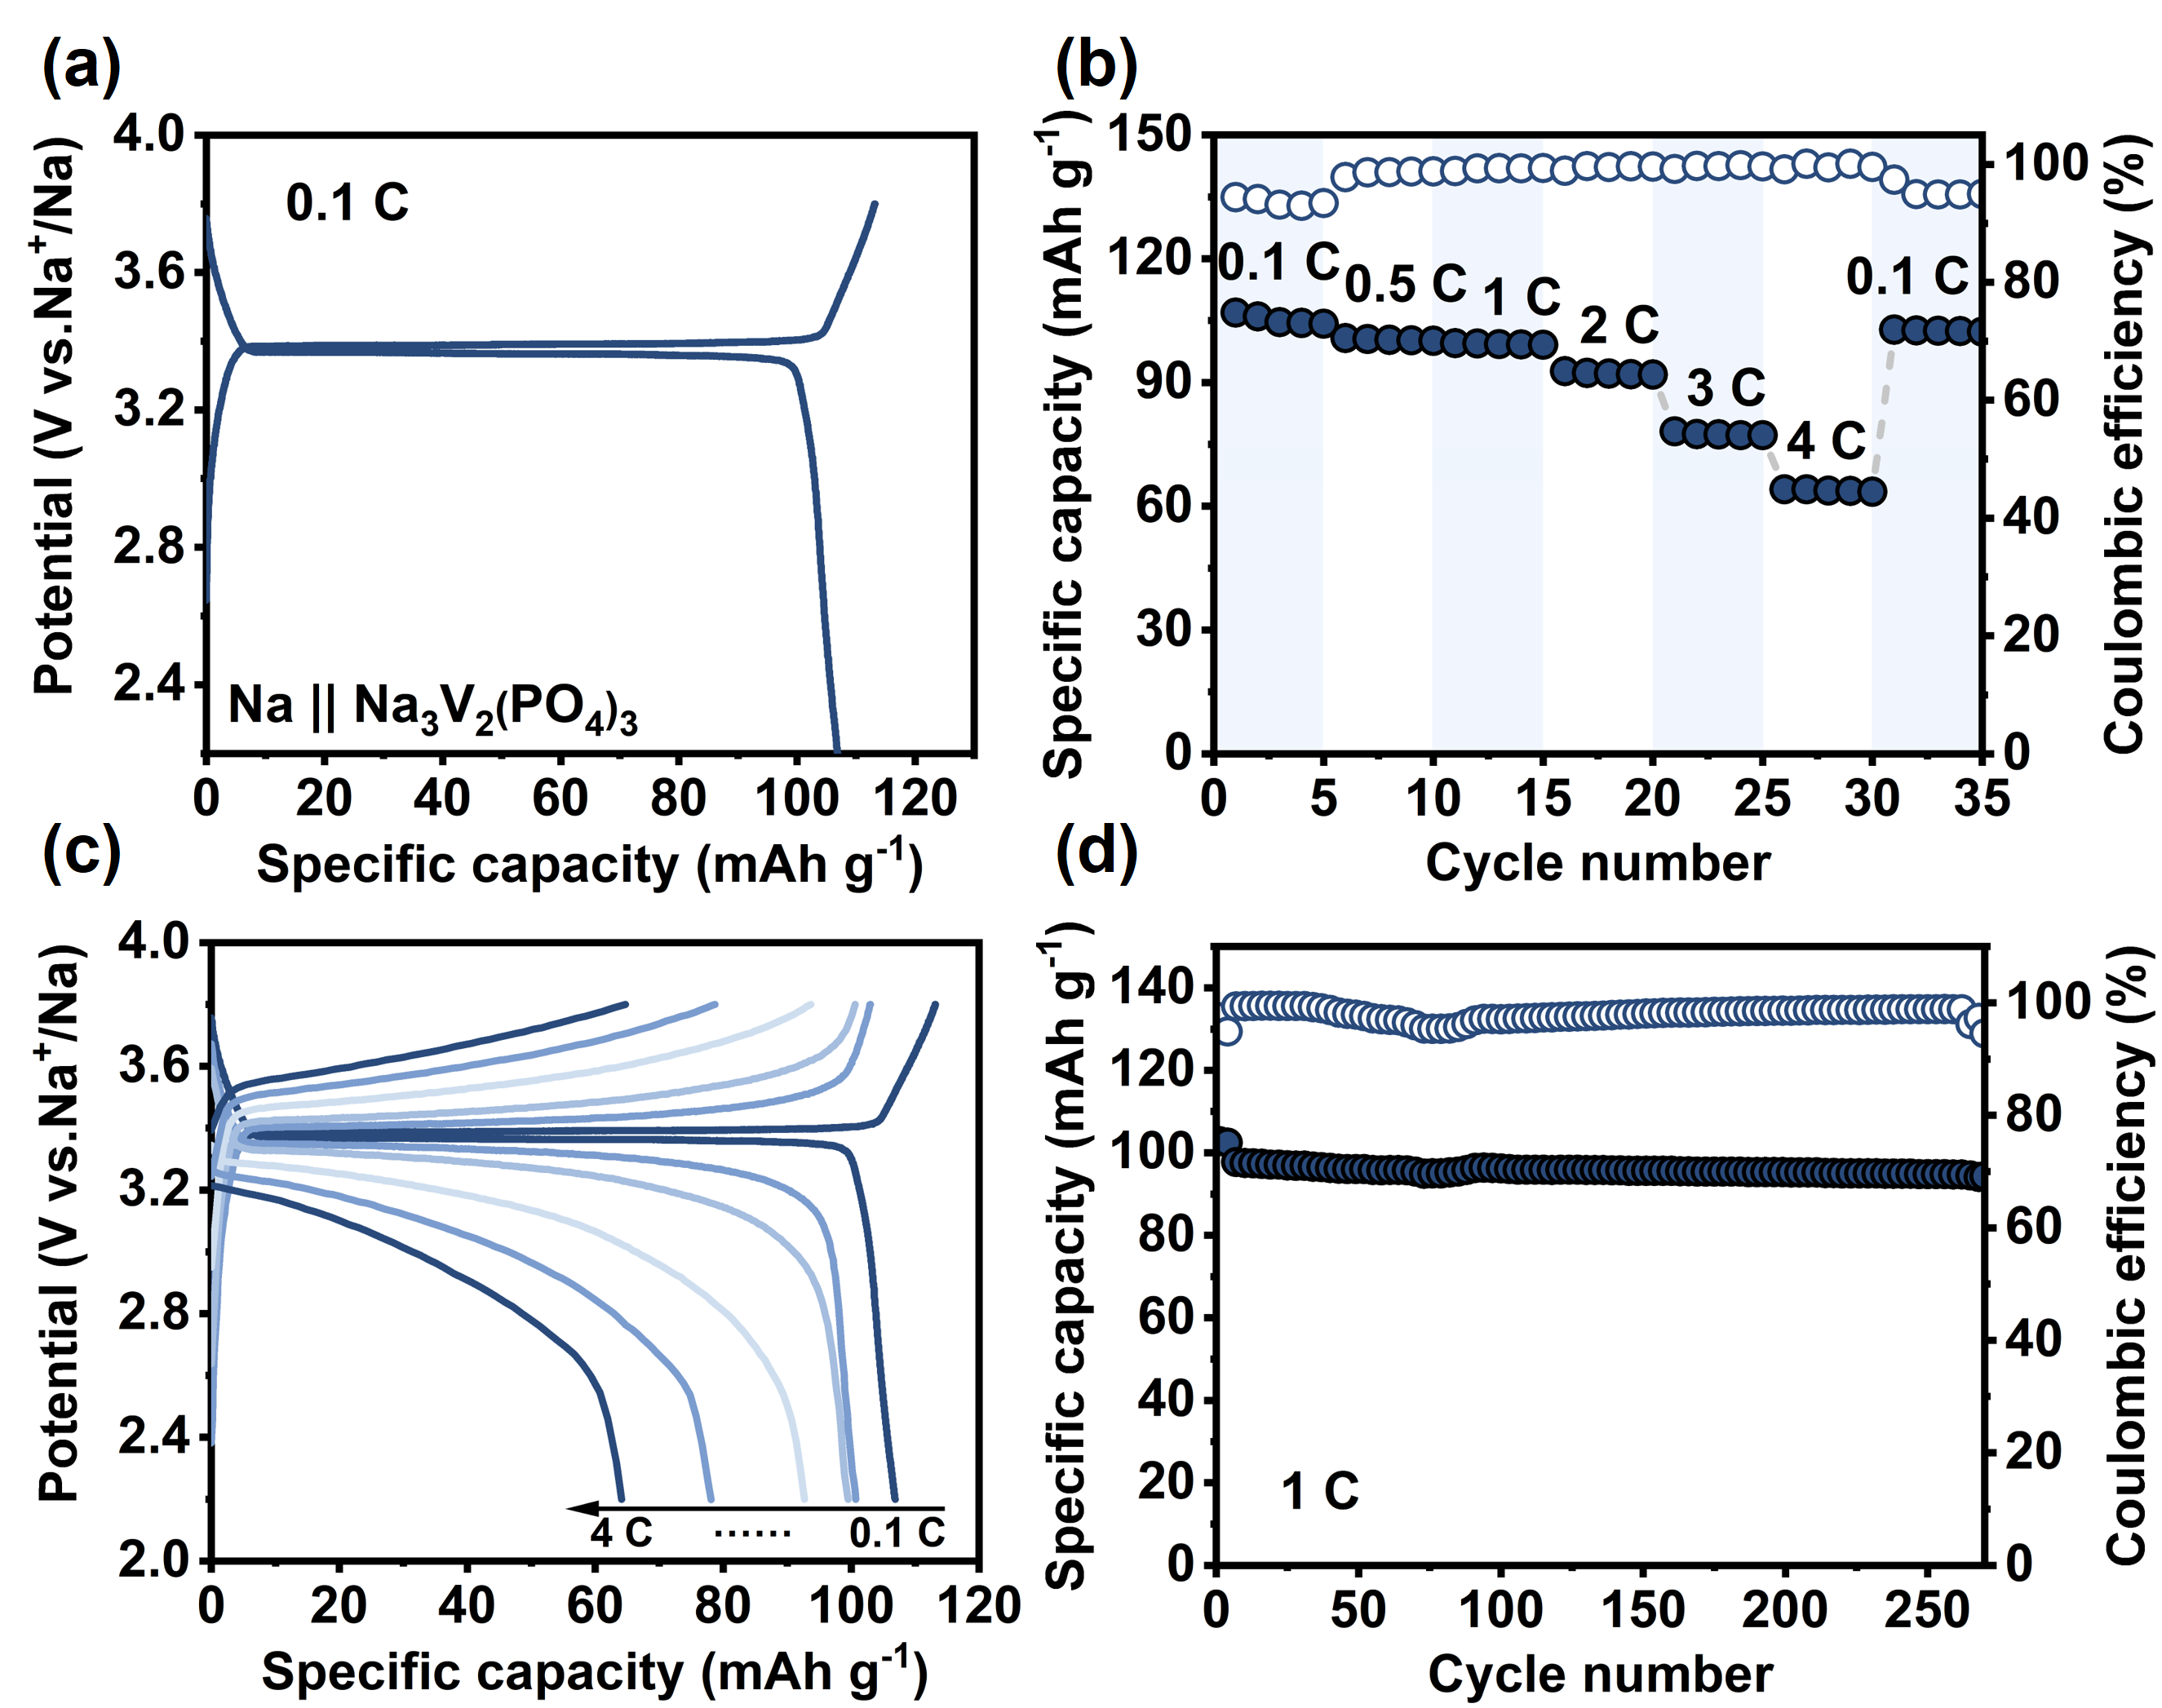 (a)
4.0
3.6
3.2
2.8
2.4
Potential (V vs.Na⁺/Na)
0.1 C
Na || Na₃V₂(PO₄)₃
0 20 40 60 80 100 120
Specific capacity (mAh g⁻¹)
(b)
150
120
90
60
30
0
Specific capacity (mAh g⁻¹)
0.1 C
0.5 C
1 C
2 C
3 C
4 C
0.1 C
100
80
60
40
20
0
Coulombic efficiency (%)
0 5 10 15 20 25 30 35
Cycle number
(c)
4.0
3.6
3.2
2.8
2.4
2.0
Potential (V vs.Na⁺/Na)
4 C ...... 0.1 C
0 20 40 60 80 100 120
Specific capacity (mAh g⁻¹)
(d)
140
120
100
80
60
40
20
0
Specific capacity (mAh g⁻¹)
1 C
100
80
60
40
20
0
Coulombic efficiency (%)
0 50 100 150 200 250
Cycle number